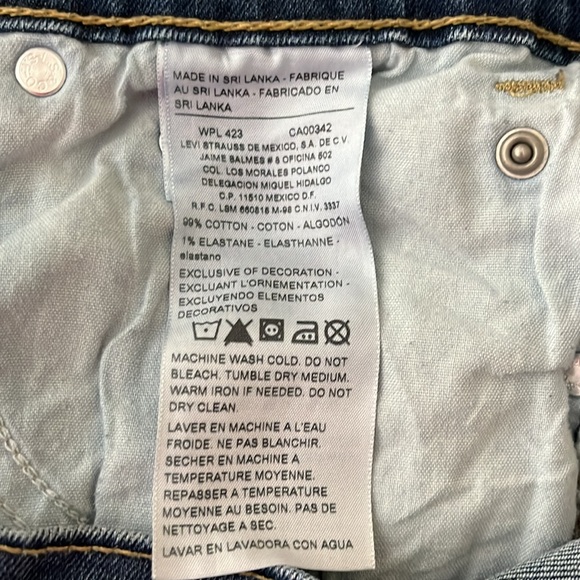 MADE IN SRI LANKA - FABRIQUE
AU SRI LANKA - FABRICADO EN
SRI LANKA
WPL 423 CA00342
LEVI STRAUSS DE MEXICO, S.A. DE C.V.
JAIME BALMES # 8 OFICINA 602
COL. LOS MORALES POLANCO
DELEGACION MIGUEL HIDALGO
C.P. 11510 MEXICO D.F.
R.F.C. LSM 660818 M-98 C.N.I.V. 3337
99% COTTON - COTON - ALGODÓN
1% ELASTANE - ELASTHANNE -
elastano
EXCLUSIVE OF DECORATION -
EXCLUANT L'ORNEMENTATION -
EXCLUYENDO ELEMENTOS
DECORATIVOS
MACHINE WASH COLD. DO NOT
BLEACH. TUMBLE DRY MEDIUM.
WARM IRON IF NEEDED. DO NOT
DRY CLEAN.
LAVER EN MACHINE A L'EAU
FROIDE. NE PAS BLANCHIR.
SECHER EN MACHINE A
TEMPERATURE MOYENNE.
REPASSER A TEMPERATURE
MOYENNE AU BESOIN. PAS DE
NETTOYAGE A SEC.
LAVAR EN LAVADORA CON AGUA